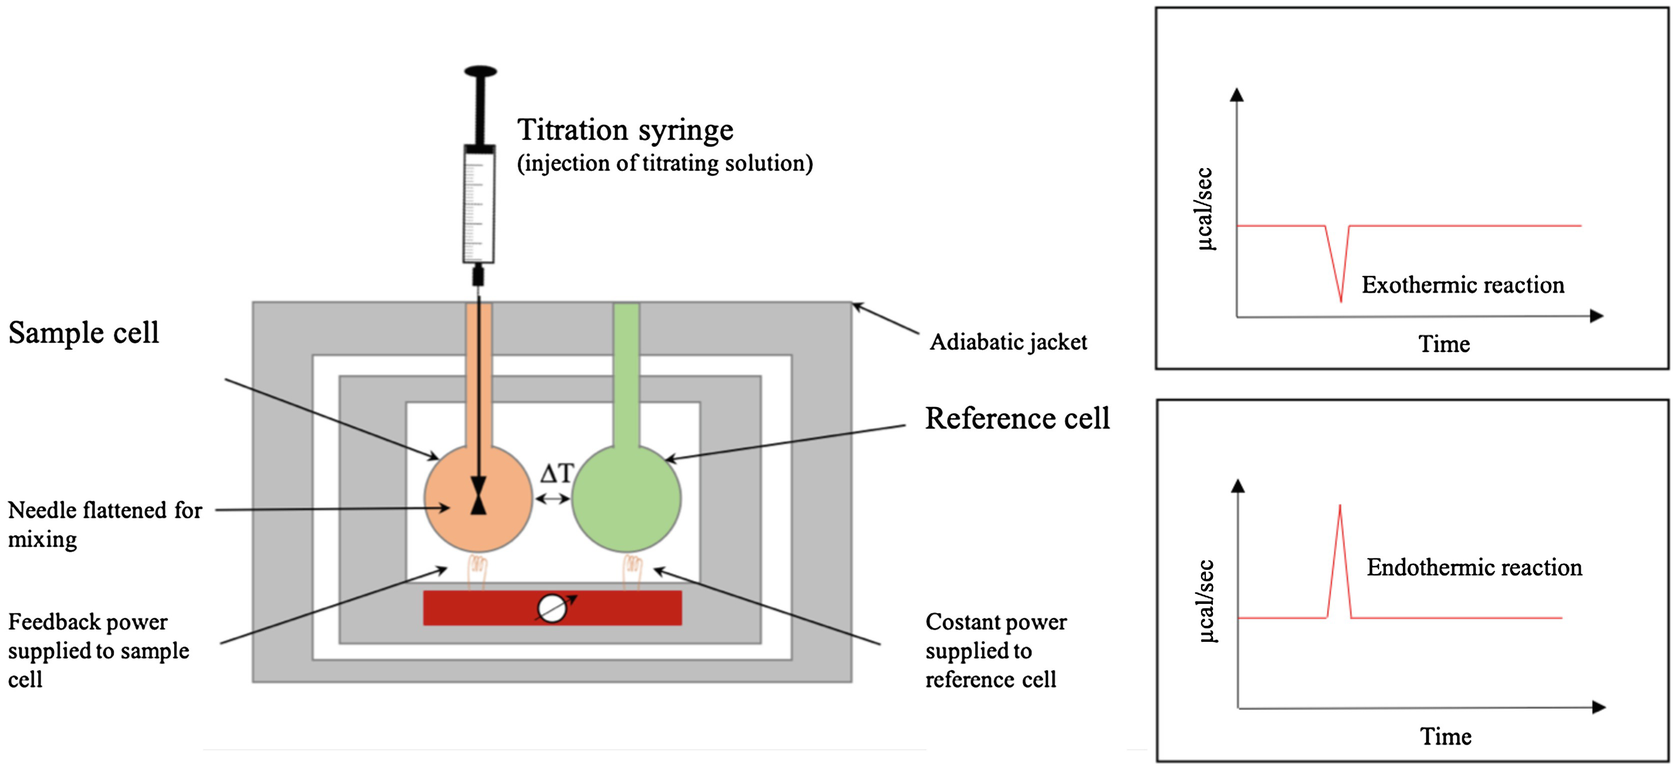 Titration syringe
(injection of titrating solution)
Sample cell
Adiabatic jacket
Reference cell
ΔT
Needle flattened for
mixing
Feedback power
supplied to sample
cell
Costant power
supplied to
reference cell
μcal/sec
Exothermic reaction
Time
μcal/sec
Endothermic reaction
Time